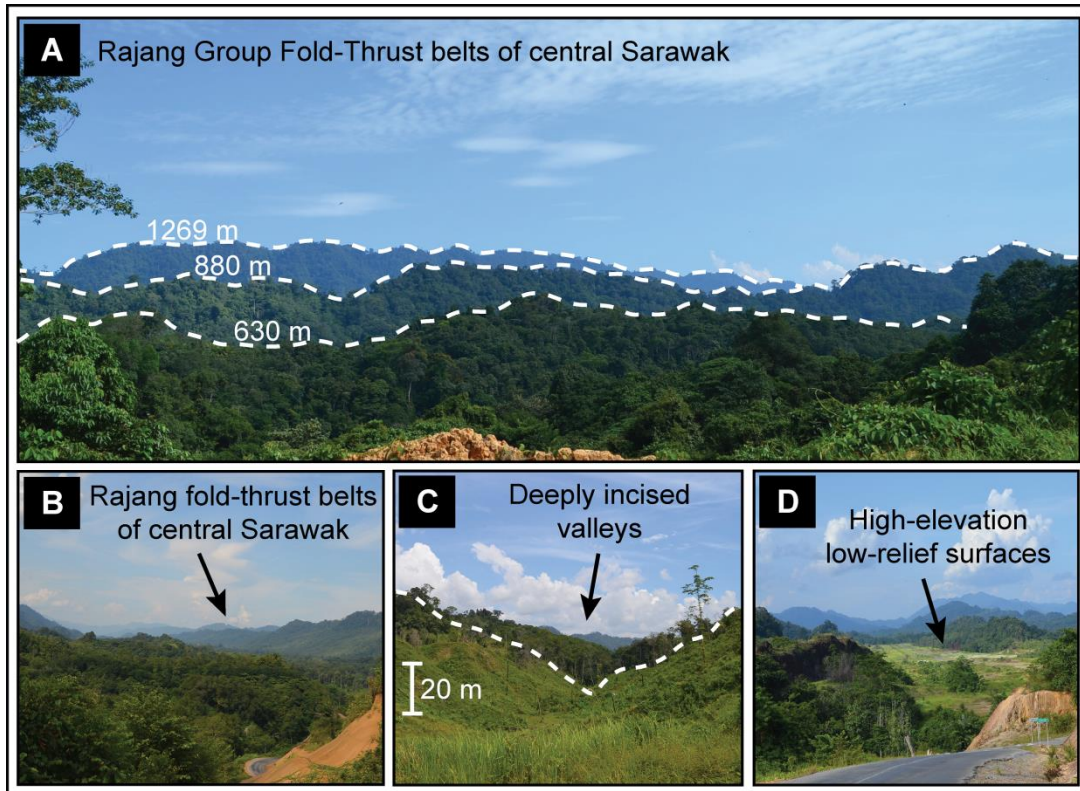 A Rajang Group Fold-Thrust belts of central Sarawak
1269 m
880 m
630 m
B Rajang fold-thrust belts
of central Sarawak
C Deeply incised
valleys
20 m
D High-elevation
low-relief surfaces